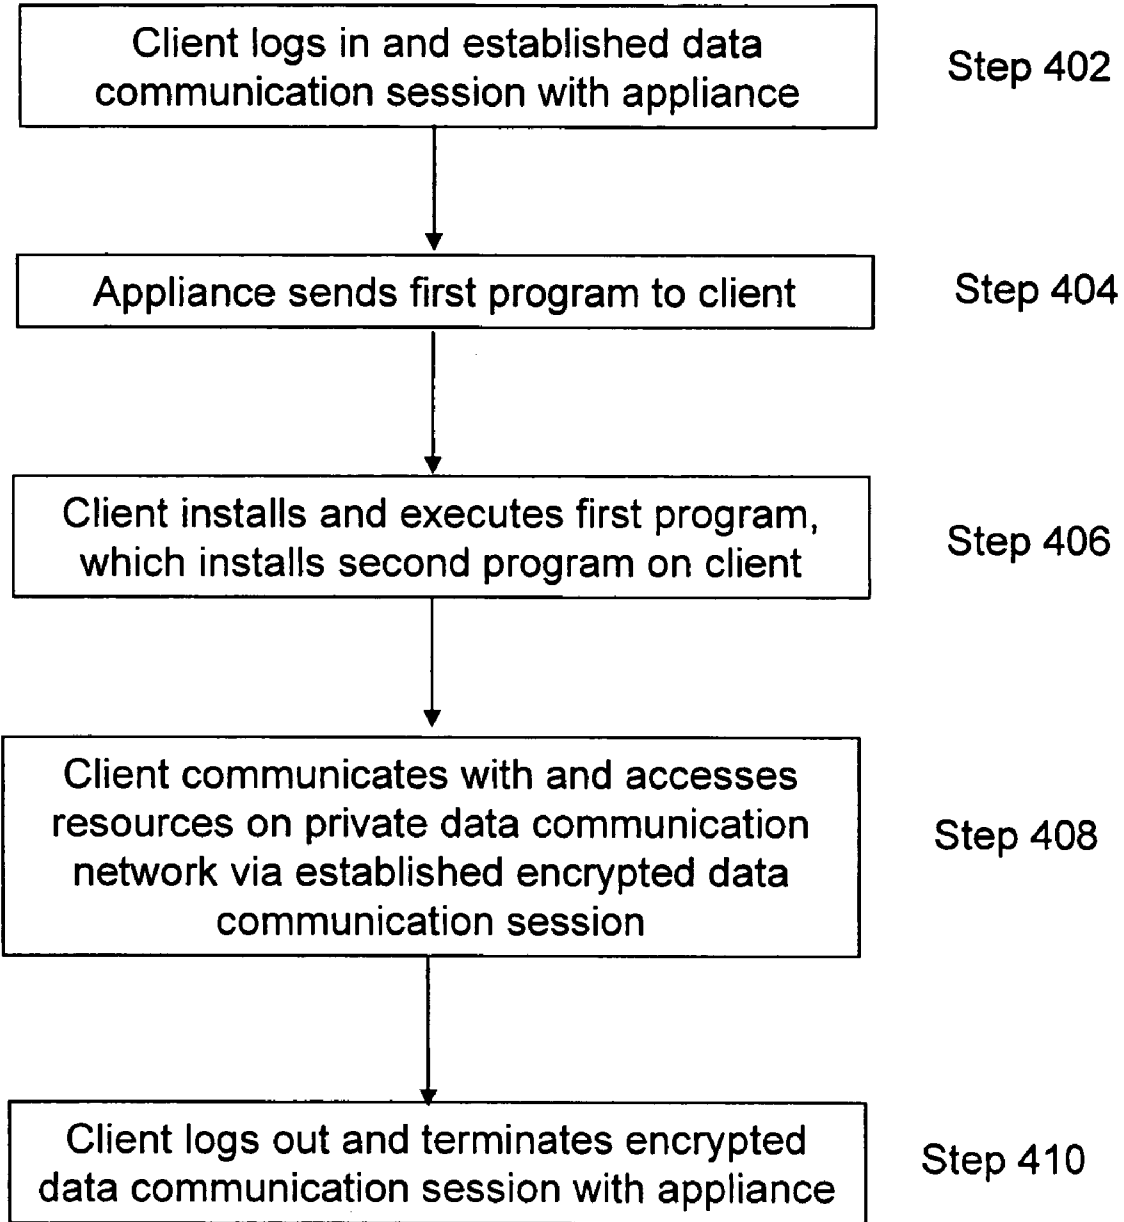 Client logs in and established data
communication session with appliance
Step 402
Appliance sends first program to client
Step 404
Client installs and executes first program,
which installs second program on client
Step 406
Client communicates with and accesses
resources on private data communication
network via established encrypted data
communication session
Step 408
Client logs out and terminates encrypted
data communication session with appliance
Step 410